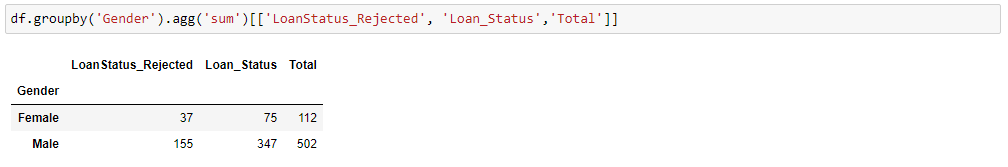 df.groupby('Gender').agg('sum')[['LoanStatus_Rejected', 'Loan_Status','Total']]
LoanStatus_Rejected Loan_Status Total
Gender
Female 37 75 112
Male 155 347 502